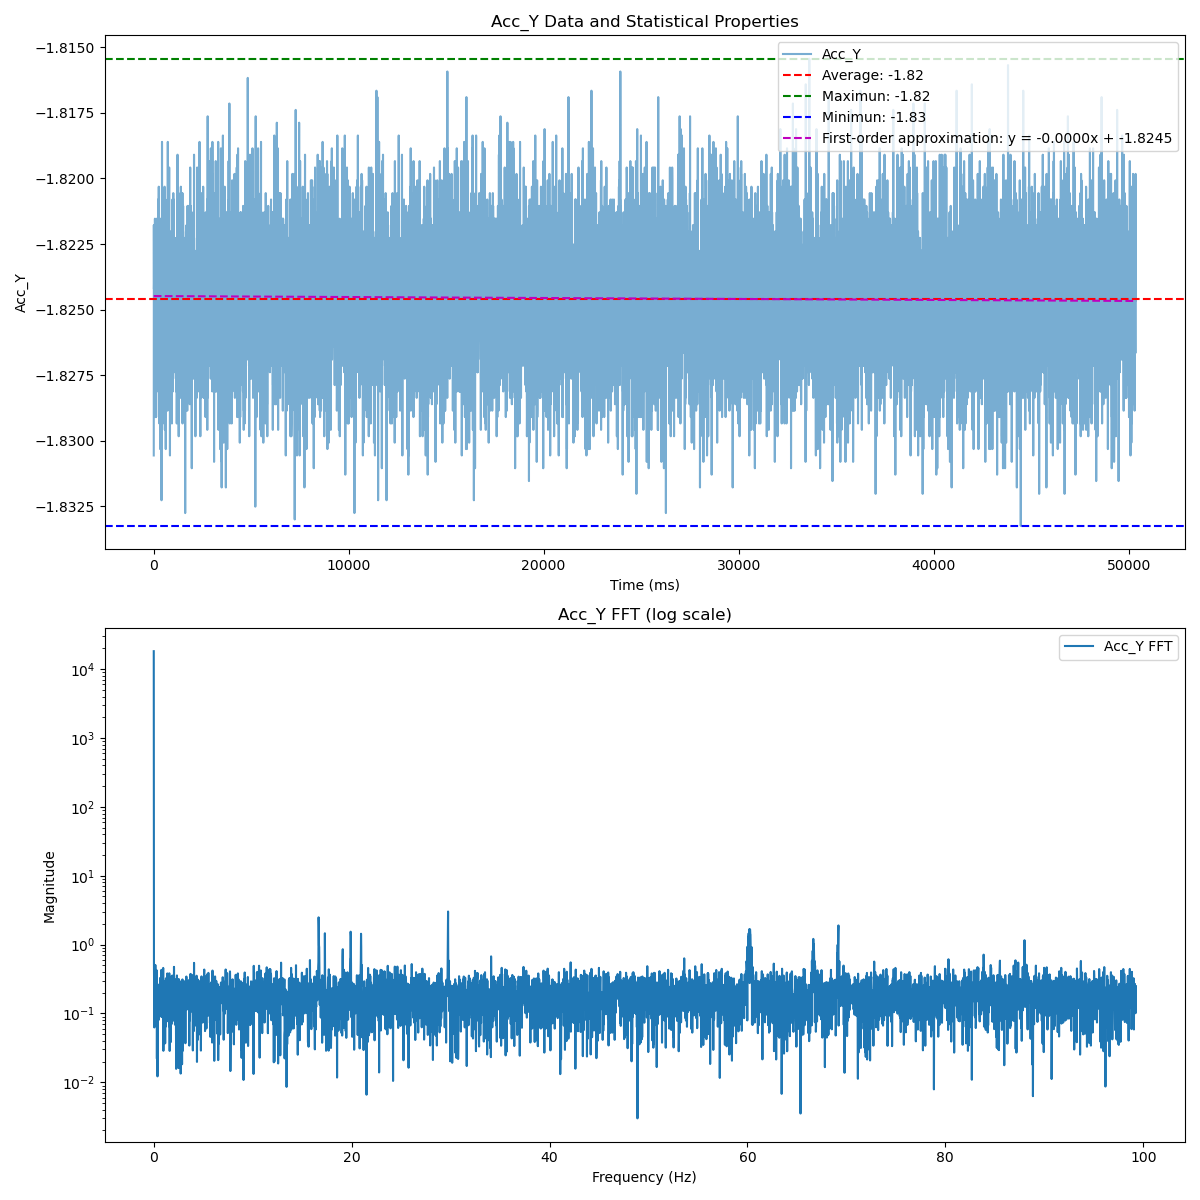 Acc_Y Data and Statistical Properties
−1.8150
−1.8175
−1.8200
−1.8225
−1.8250
−1.8275
−1.8300
−1.8325
Acc_Y
Acc_Y
Average: -1.82
Maximun: -1.82
Minimun: -1.83
First-order approximation: y = -0.0000x + -1.8245
0 10000 20000 30000 40000 50000
Time (ms)
Acc_Y FFT (log scale)
10⁴
10³
10²
10¹
10⁰
10⁻¹
10⁻²
Magnitude
Acc_Y FFT
0 20 40 60 80 100
Frequency (Hz)